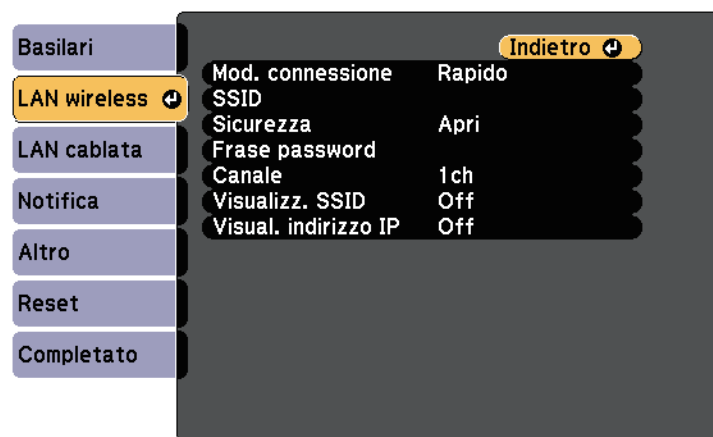 Basilari
LAN wireless
LAN cablata
Notifica
Altro
Reset
Completato
Indietro
Mod. connessione Rapido
SSID
Sicurezza Apri
Frase password
Canale 1ch
Visualizz. SSID Off
Visual. indirizzo IP Off